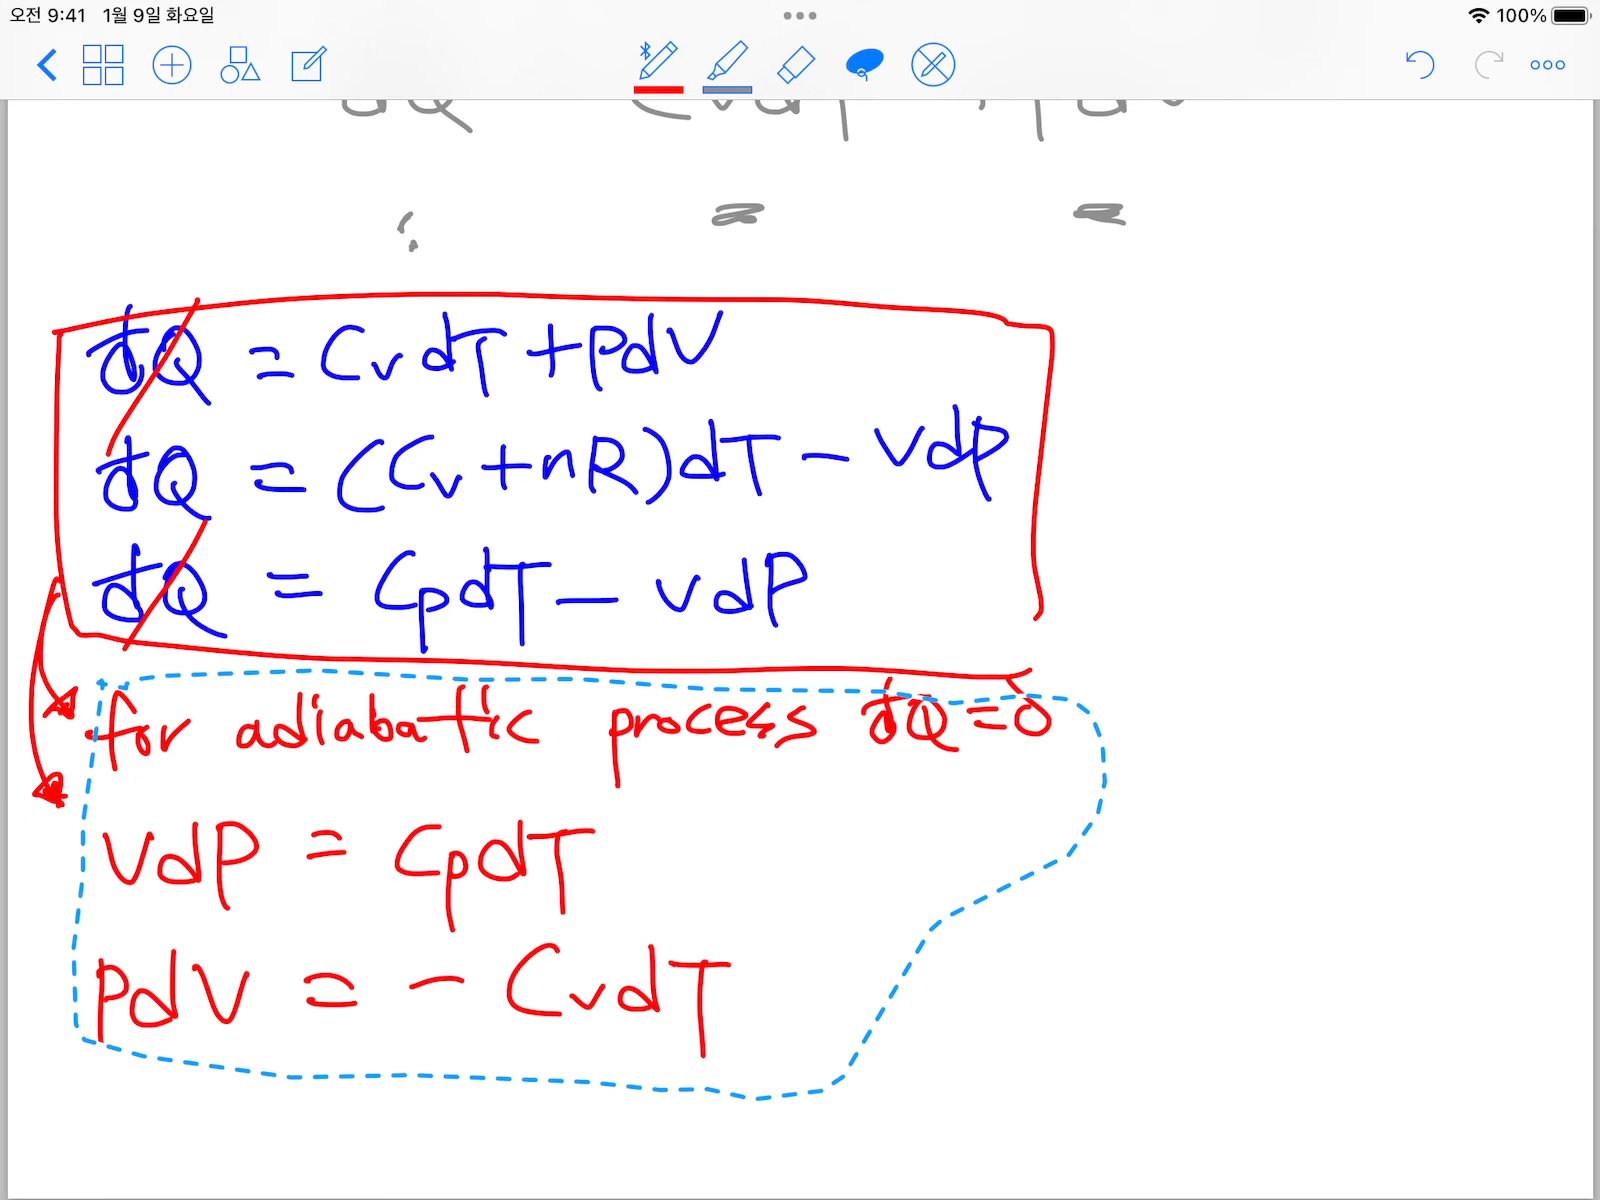 오전 9:41 1월 9일 화요일 100%
đQ = CvdT + PdV
đQ = (Cv + nR)dT - VdP
đQ = CpdT - VdP
for adiabatic process đQ = 0
VdP = CpdT
PdV = - CvdT